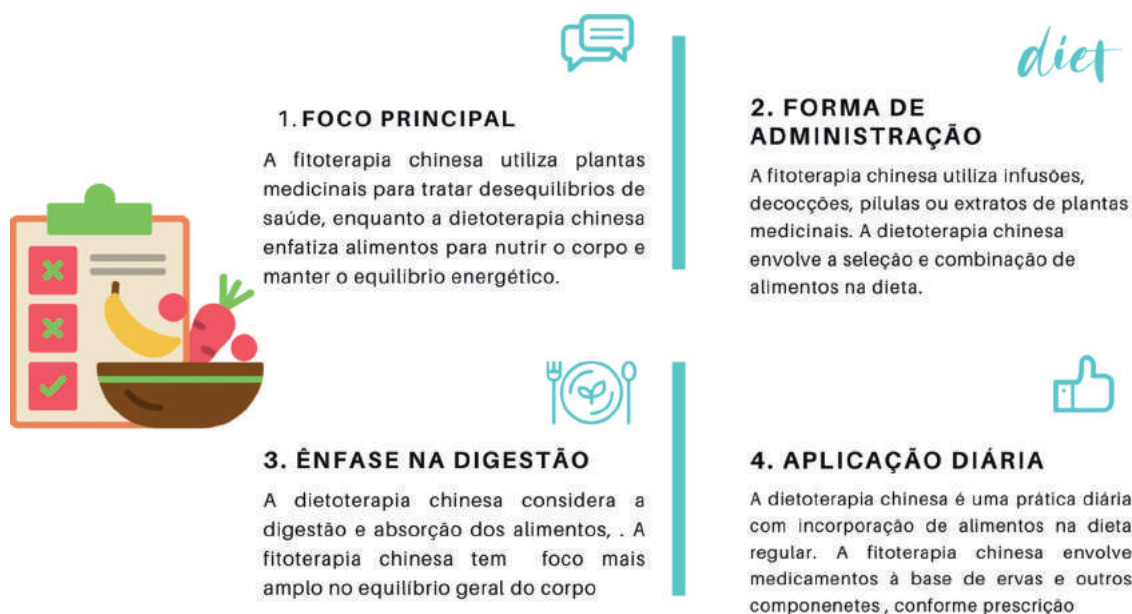 1. FOCO PRINCIPAL
A fitoterapia chinesa utiliza plantas
medicinais para tratar desequilíbrios de
saúde, enquanto a dietoterapia chinesa
enfatiza alimentos para nutrir o corpo e
manter o equilíbrio energético.
diet
2. FORMA DE
ADMINISTRAÇÃO
A fitoterapia chinesa utiliza infusões,
decocções, pílulas ou extratos de plantas
medicinais. A dietoterapia chinesa
envolve a seleção e combinação de
alimentos na dieta.
3. ÊNFASE NA DIGESTÃO
A dietoterapia chinesa considera a
digestão e absorção dos alimentos, . A
fitoterapia chinesa tem foco mais
amplo no equilíbrio geral do corpo
4. APLICAÇÃO DIÁRIA
A dietoterapia chinesa é uma prática diária
com incorporação de alimentos na dieta
regular. A fitoterapia chinesa envolve
medicamentos à base de ervas e outros
componenetes , conforme prescrição